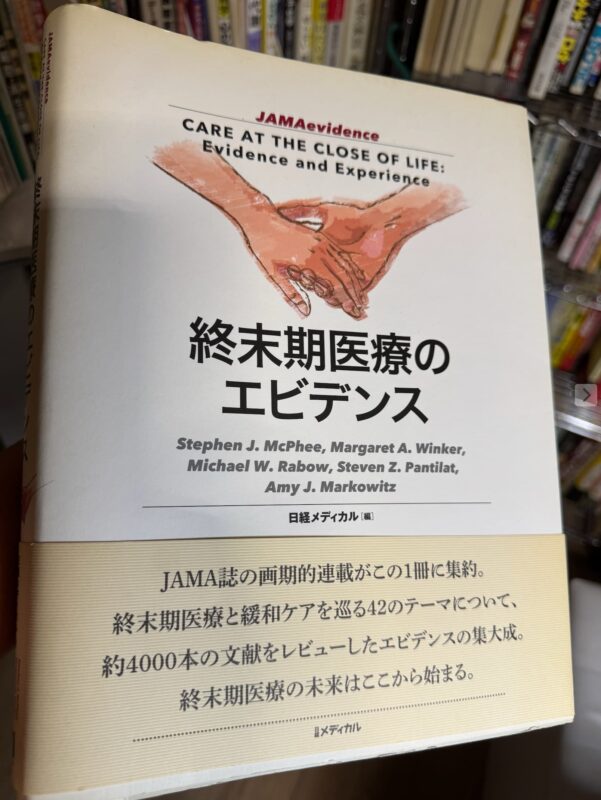 JAMAevidence
CARE AT THE CLOSE OF LIFE:
Evidence and Experience
終末期医療の
エビデンス
Stephen J. McPhee, Margaret A. Winker,
Michael W. Rabow, Steven Z. Pantilat,
Amy J. Markowitz
日経メディカル［編］
JAMA誌の画期的連載がこの1冊に集約。
終末期医療と緩和ケアを巡る42のテーマについて、
約4000本の文献をレビューしたエビデンスの集大成。
終末期医療の未来はここから始まる。
日経メディカル
JAMAevidence